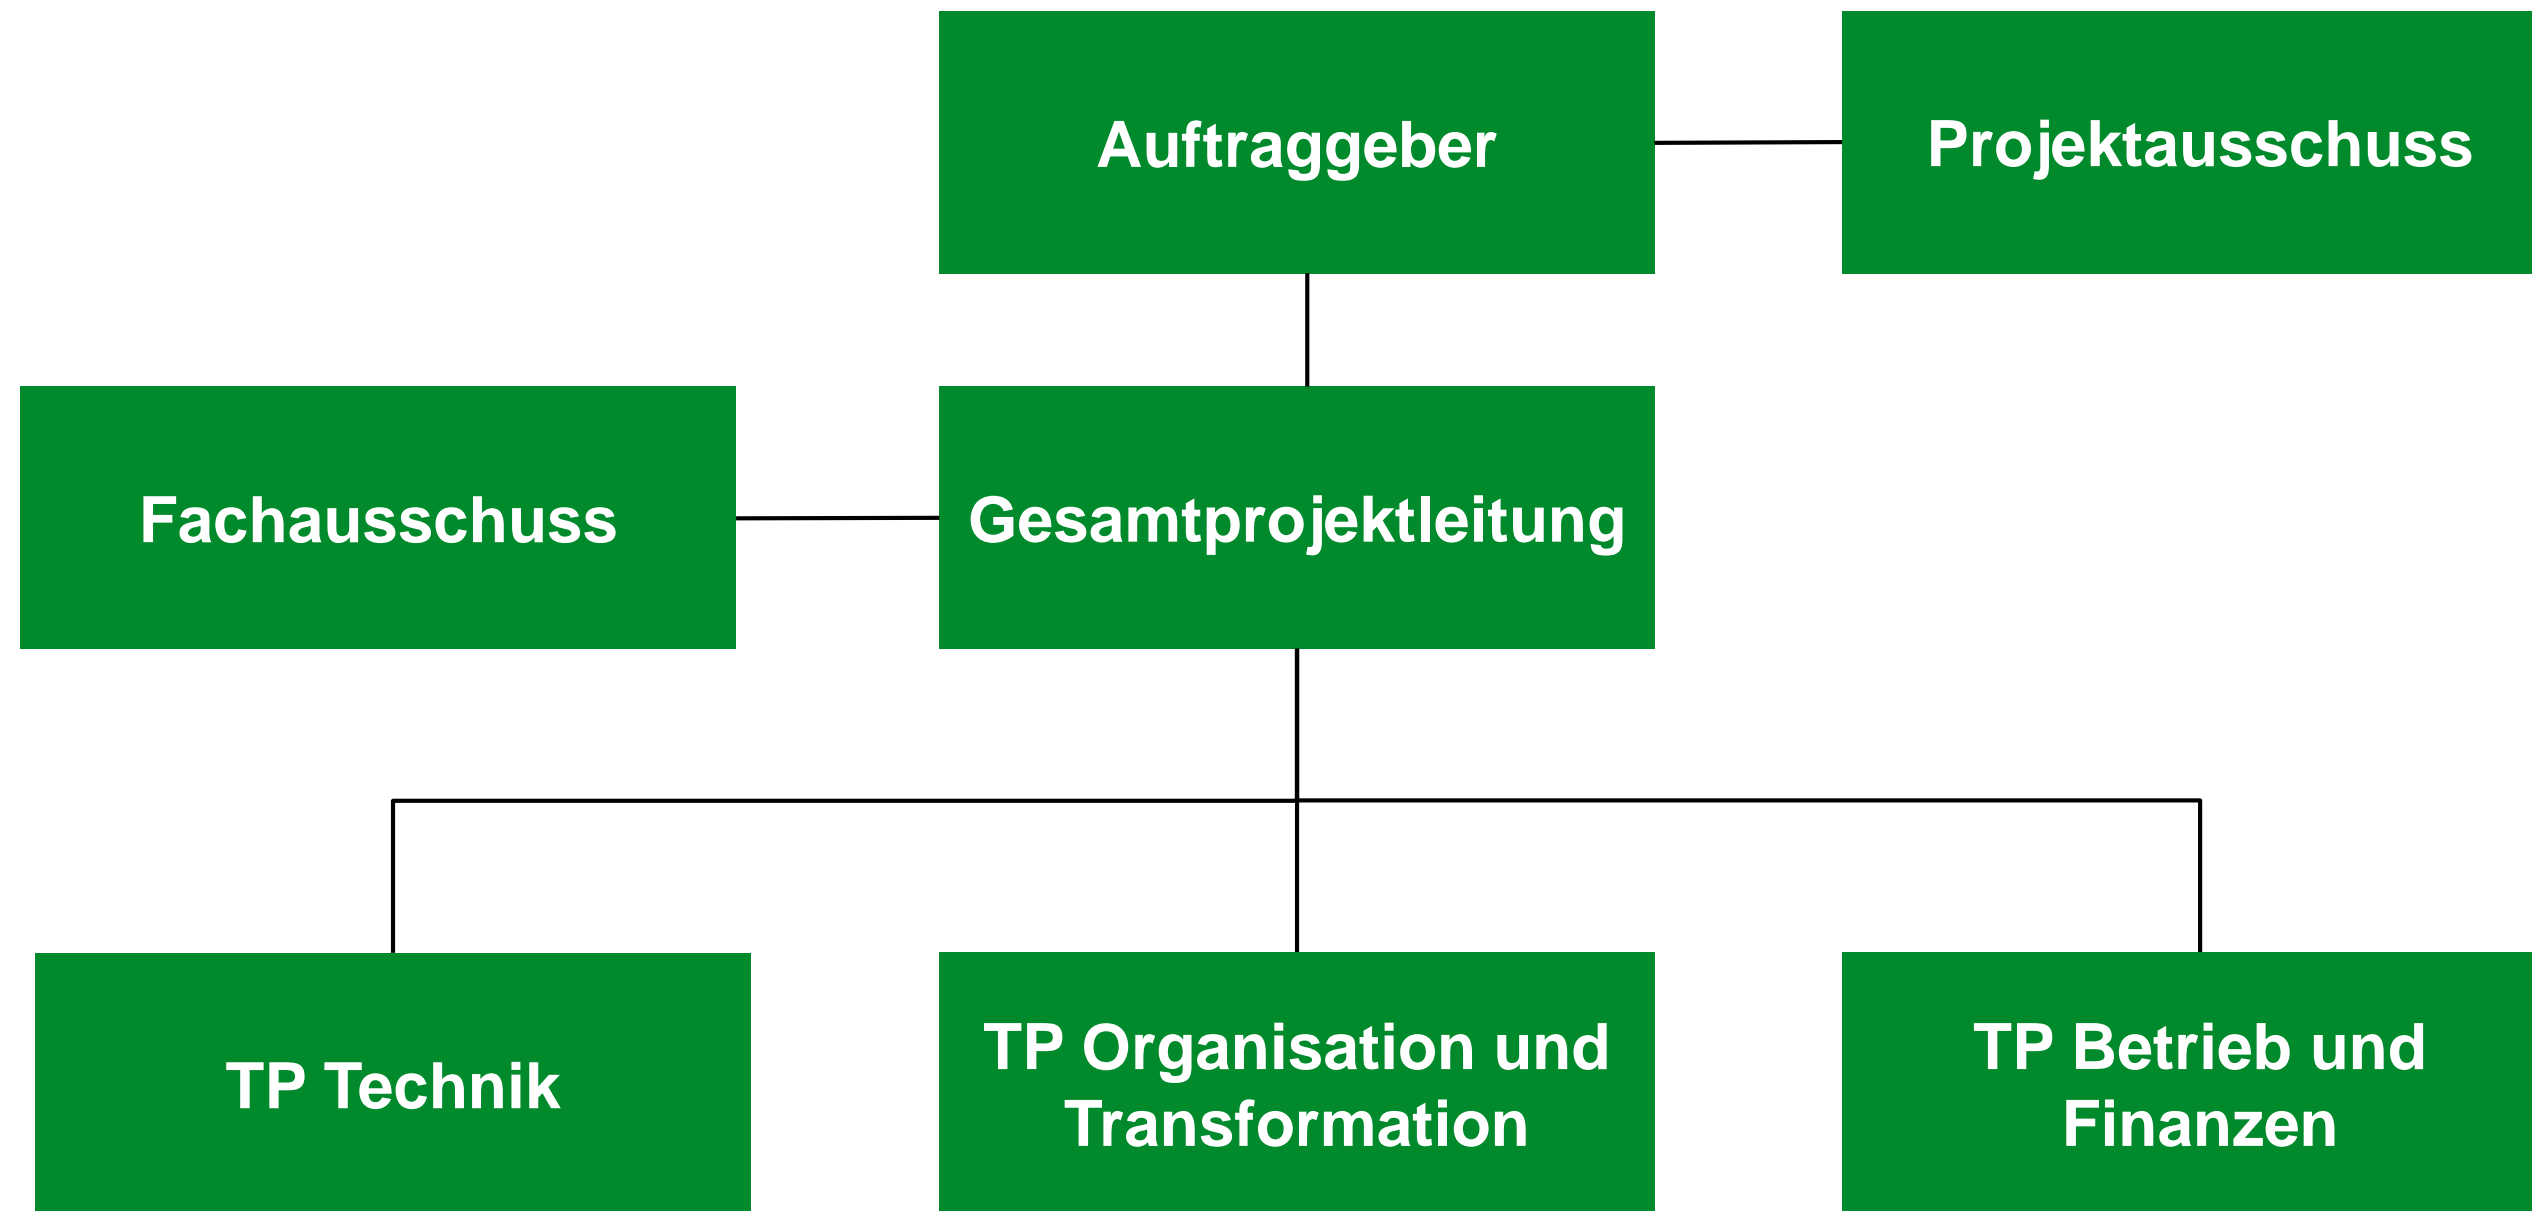 Auftraggeber
Projektausschuss
Fachausschuss
Gesamtprojektleitung
TP Technik
TP Organisation und
Transformation
TP Betrieb und
Finanzen